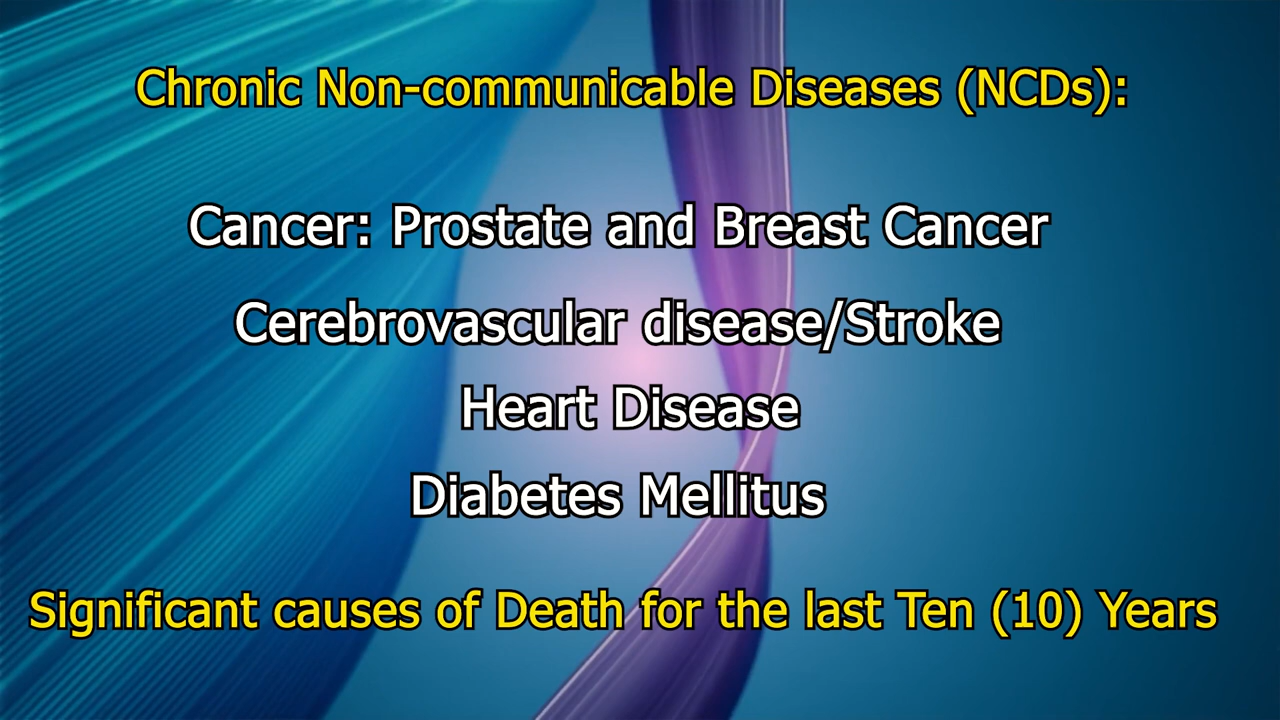 Chronic Non-communicable Diseases (NCDs):
Cancer: Prostate and Breast Cancer
Cerebrovascular disease/Stroke
Heart Disease
Diabetes Mellitus
Significant causes of Death for the last Ten (10) Years